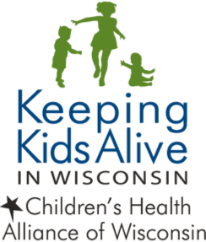 Keeping
Kids Alive
IN WISCONSIN
Children's Health
Alliance of Wisconsin